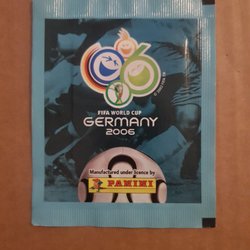 FIFA WORLD CUP
GERMANY
2006
Manufactured under licence by
PANINI